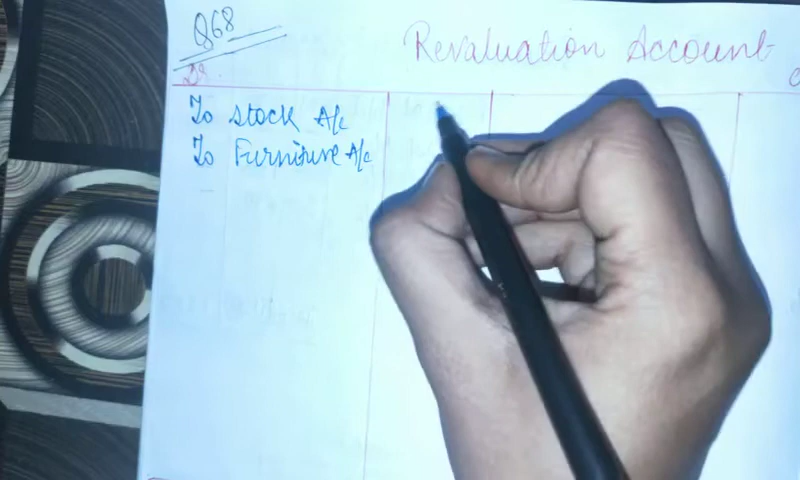 Q68
Revaluation Account
Dr.
To Stock A/c
To Furniture A/c